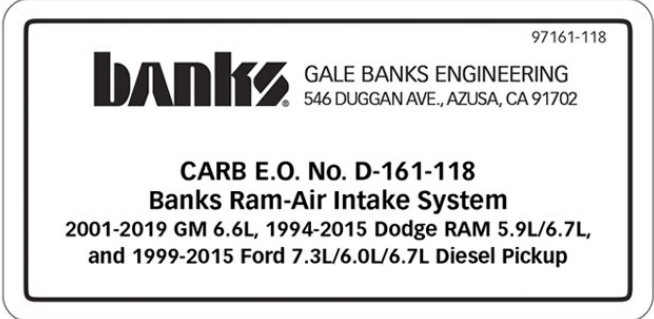 97161-118
banks®
GALE BANKS ENGINEERING
546 DUGGAN AVE., AZUSA, CA 91702
CARB E.O. No. D-161-118
Banks Ram-Air Intake System
2001-2019 GM 6.6L, 1994-2015 Dodge RAM 5.9L/6.7L,
and 1999-2015 Ford 7.3L/6.0L/6.7L Diesel Pickup